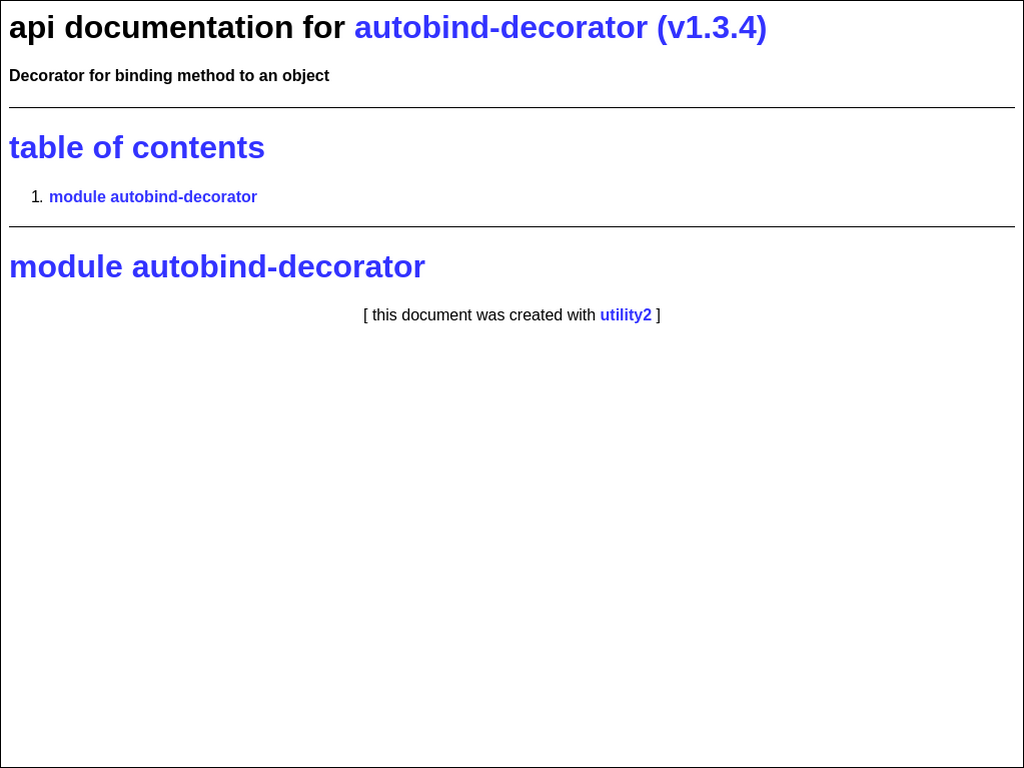 api documentation for autobind-decorator (v1.3.4)
Decorator for binding method to an object
table of contents
1. module autobind-decorator
module autobind-decorator
[ this document was created with utility2 ]